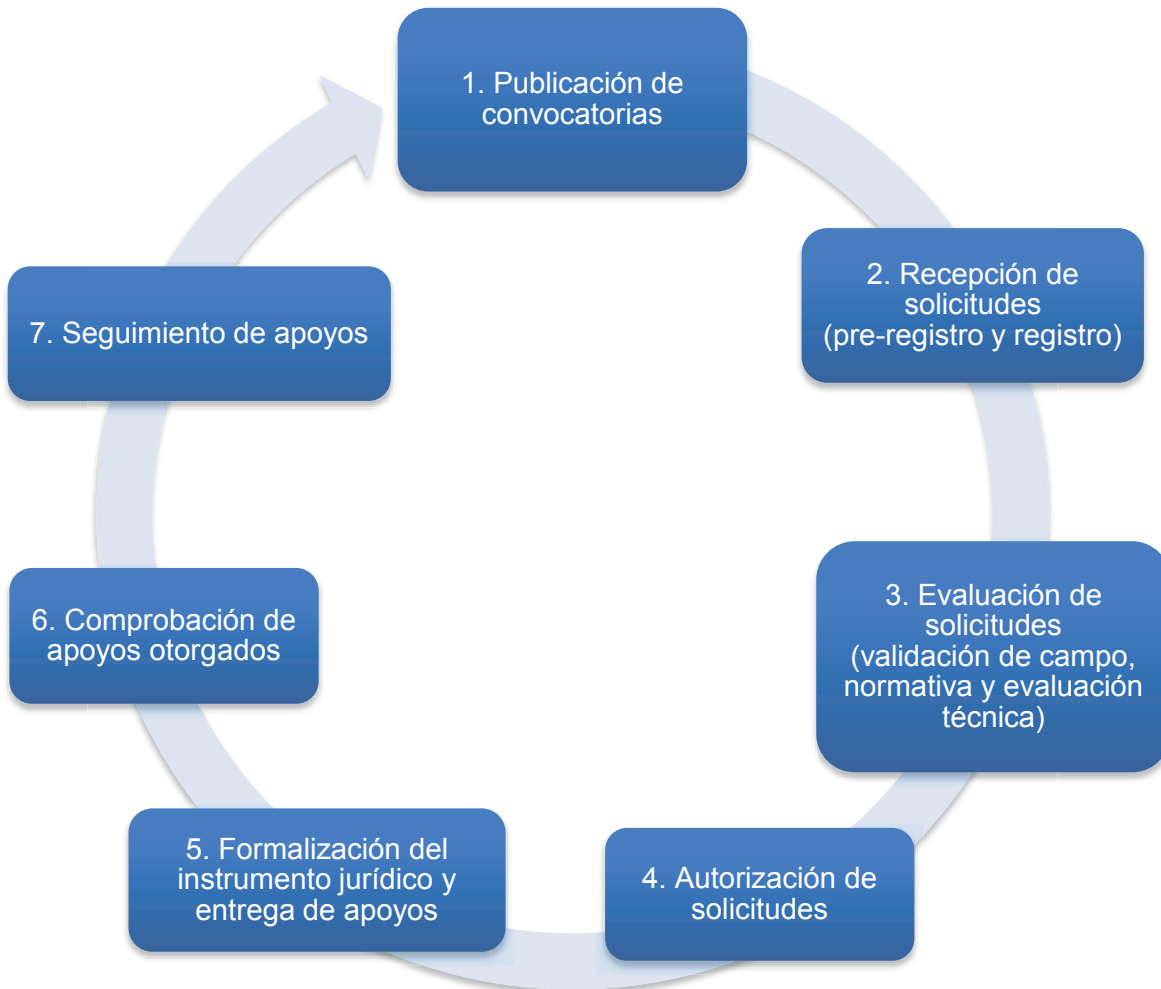 1. Publicación de
convocatorias
2. Recepción de
solicitudes
(pre-registro y registro)
3. Evaluación de
solicitudes
(validación de campo,
normativa y evaluación
técnica)
4. Autorización de
solicitudes
5. Formalización del
instrumento jurídico y
entrega de apoyos
6. Comprobación de
apoyos otorgados
7. Seguimiento de apoyos